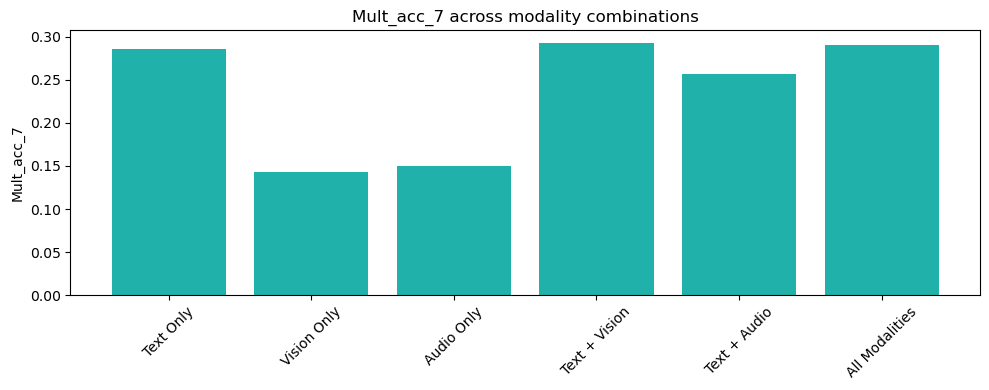 Mult_acc_7 across modality combinations
Mult_acc_7
0.30
0.25
0.20
0.15
0.10
0.05
0.00
Text Only
Vision Only
Audio Only
Text + Vision
Text + Audio
All Modalities